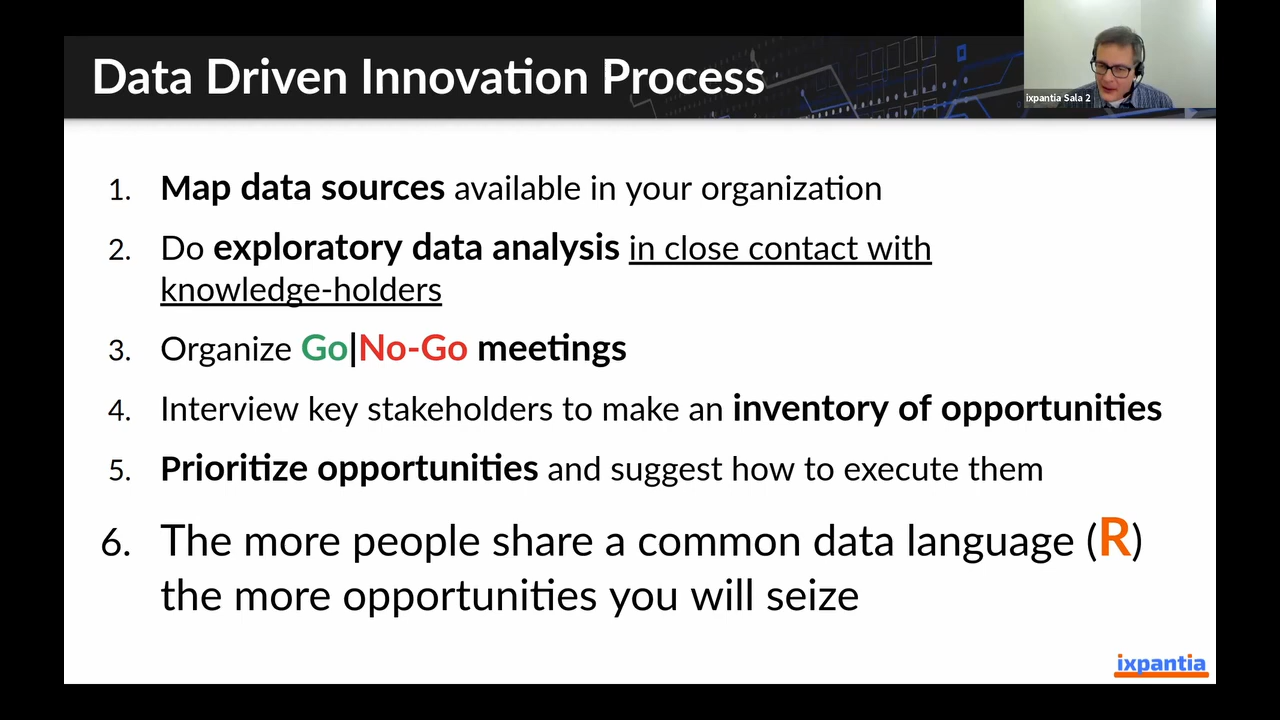 Data Driven Innovation Process
ixpantia Sala 2
1. Map data sources available in your organization
2. Do exploratory data analysis in close contact with
knowledge-holders
3. Organize Go|No-Go meetings
4. Interview key stakeholders to make an inventory of opportunities
5. Prioritize opportunities and suggest how to execute them
6. The more people share a common data language (R)
the more opportunities you will seize
ixpantia